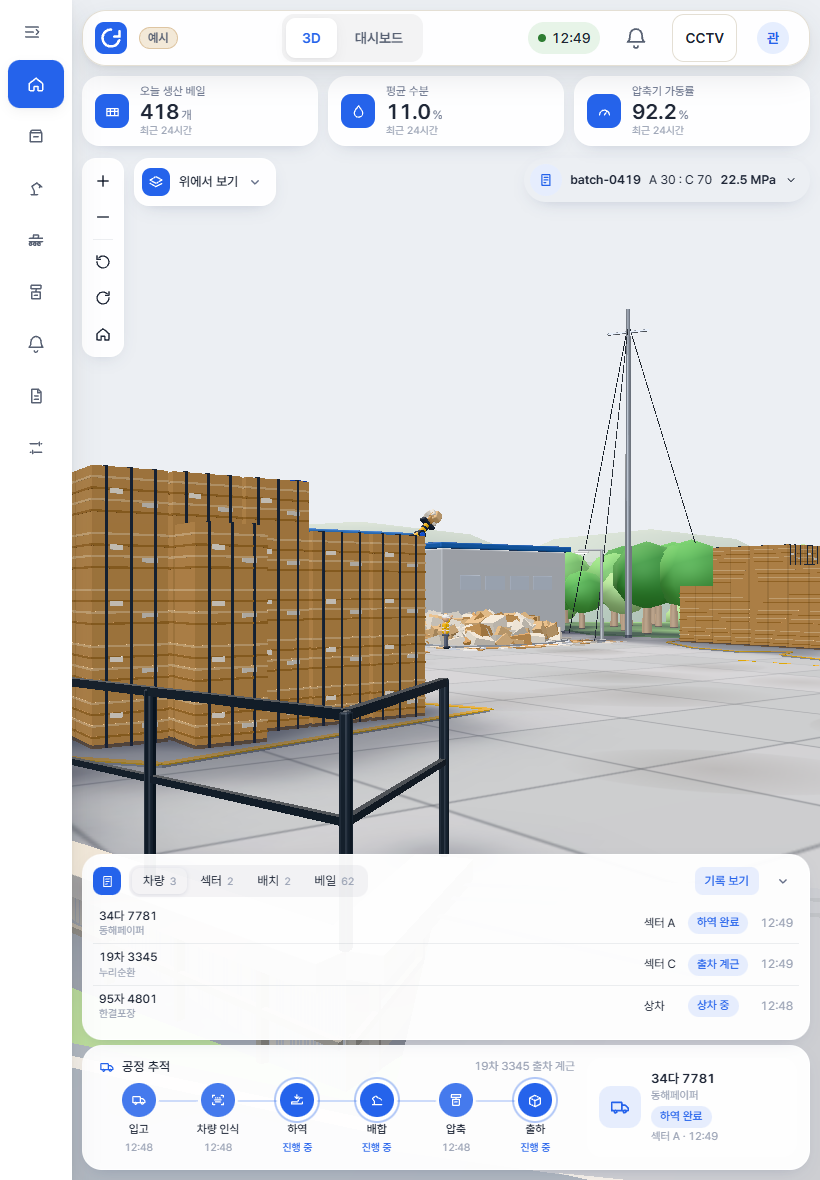 예시
3D
대시보드
12:49
CCTV
관
오늘 생산 베일
418개
최근 24시간
평균 수분
11.0%
최근 24시간
압축기 가동률
92.2%
최근 24시간
위에서 보기
batch-0419 A 30 : C 70 22.5 MPa
차량 3
섹터 2
배치 2
베일 62
기록 보기
34다 7781
동해페이퍼
섹터 A 하역 완료 12:49
19차 3345
누리순환
섹터 C 출차 계근 12:49
95자 4801
한결포장
상차 상차 중 12:48
공정 추적
19차 3345 출차 계근
입고
12:48
차량 인식
12:48
하역
진행 중
배합
진행 중
압축
12:48
출하
진행 중
34다 7781
동해페이퍼
하역 완료
섹터 A · 12:49